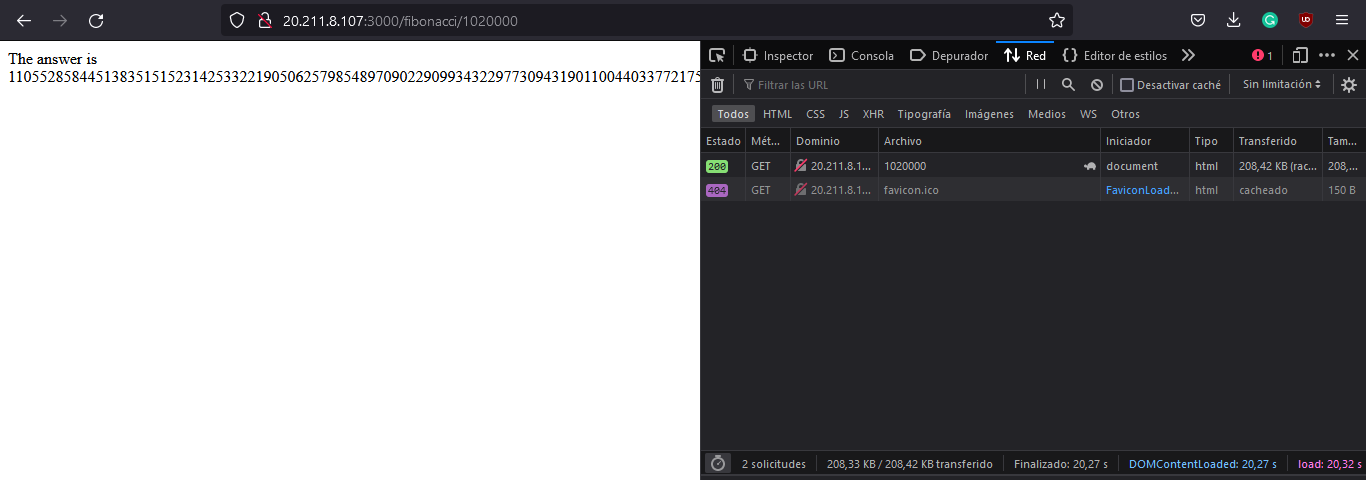 20.211.8.107:3000/fibonacci/1020000
The answer is
Inspector Consola Depurador Red Editor de estilos 1
110552858445138351515231425332219050625798548970902290993432297730943190110044033772175
Filtrar las URL Desactivar caché Sin limitación
Todos HTML CSS JS XHR Tipografía Imágenes Medios WS Otros
Estado Mét... Dominio Archivo Iniciador Tipo Transferido Tam...
200 GET 20.211.8.1... 1020000 document html 208,42 KB (rac... 208,...
404 GET 20.211.8.1... favicon.ico FaviconLoad... html cacheado 150 B
2 solicitudes 208,33 KB / 208,42 KB transferido Finalizado: 20,27 s DOMContentLoaded: 20,27 s load: 20,32 s